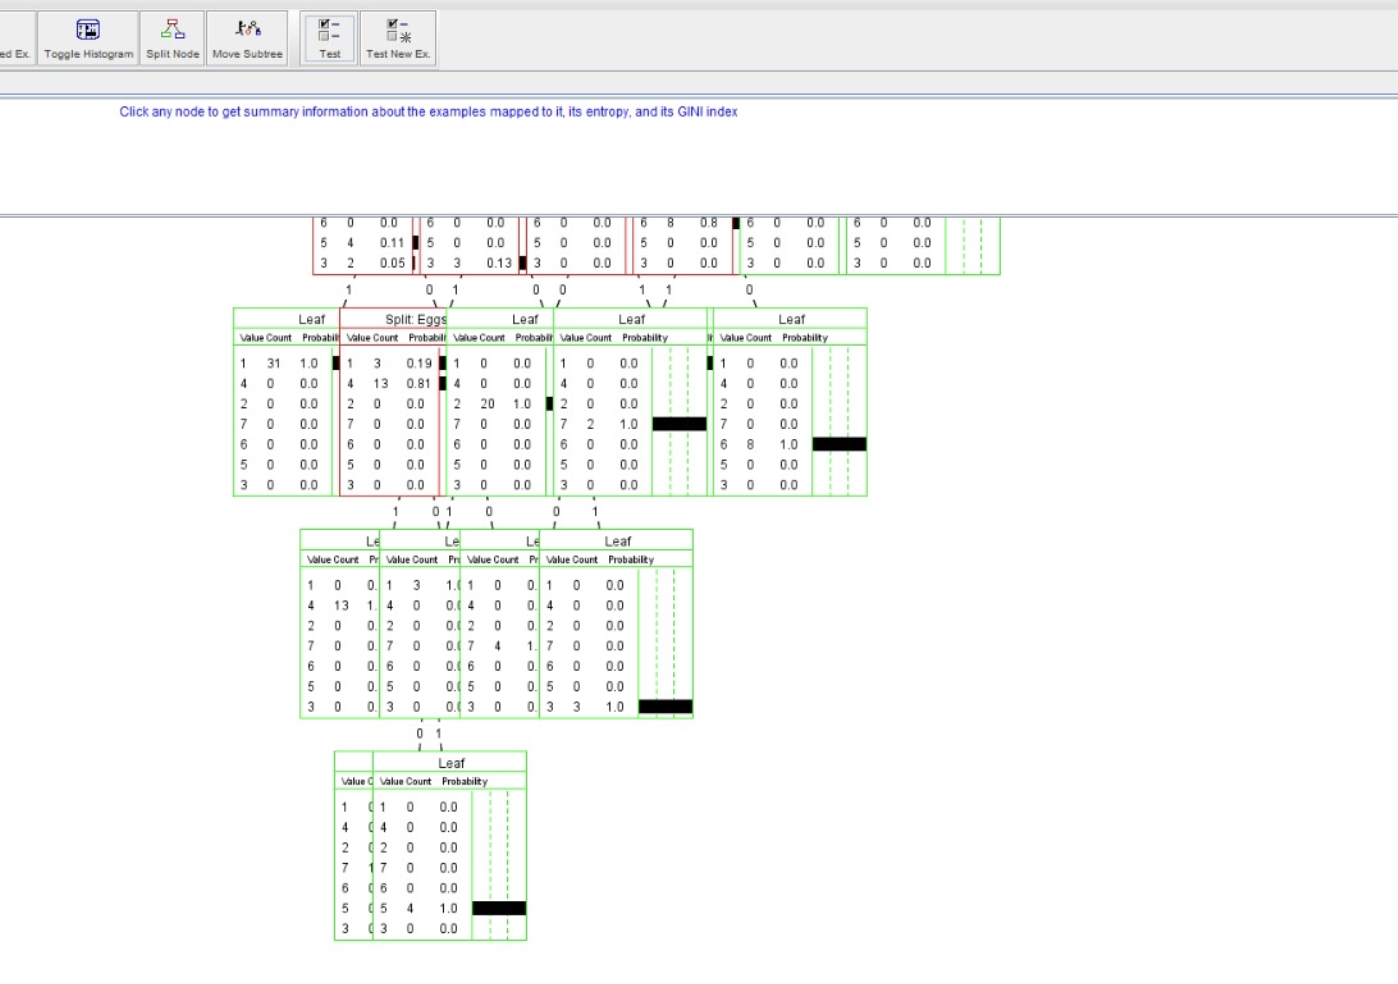 ed Ex. Toggle Histogram Split Node Move Subtree Test Test New Ex.
Click any node to get summary information about the examples mapped to it, its entropy, and its GINI index
6 0 0.0 6 0 0.0 6 0 0.0 6 8 0.8 6 0 0.0 6 0 0.0
5 4 0.11 5 0 0.0 5 0 0.0 5 0 0.0 5 0 0.0 5 0 0.0
3 2 0.05 3 3 0.13 3 0 0.0 3 0 0.0 3 0 0.0 3 0 0.0
1 0 1 0 0 1 1 0
Leaf Split: Eggs Leaf Leaf Leaf
Value Count Probabili Value Count Probabili Value Count Probabili Value Count Probability Value Count Probability
1 31 1.0 1 3 0.19 1 0 0.0 1 0 0.0 1 0 0.0
4 0 0.0 4 13 0.81 4 0 0.0 4 0 0.0 4 0 0.0
2 0 0.0 2 0 0.0 2 20 1.0 2 0 0.0 2 0 0.0
7 0 0.0 7 0 0.0 7 0 0.0 7 2 1.0 7 0 0.0
6 0 0.0 6 0 0.0 6 0 0.0 6 0 0.0 6 8 1.0
5 0 0.0 5 0 0.0 5 0 0.0 5 0 0.0 5 0 0.0
3 0 0.0 3 0 0.0 3 0 0.0 3 0 0.0 3 0 0.0
1 0 1 0 0 1
Le Le Le Leaf
Value Count Pr Value Count Pr Value Count Pr Value Count Probability
1 0 0. 1 3 1.0 1 0 0. 1 0 0.0
4 13 1. 4 0 0.0 4 0 0. 4 0 0.0
2 0 0. 2 0 0.0 2 0 0. 2 0 0.0
7 0 0. 7 0 0.0 7 4 1. 7 0 0.0
6 0 0. 6 0 0.0 6 0 0. 6 0 0.0
5 0 0. 5 0 0.0 5 0 0. 5 0 0.0
3 0 0. 3 0 0.0 3 0 0. 3 3 1.0
0 1
Leaf
Value C Value Count Probability
1 0 1 0 0.0
4 0 4 0 0.0
2 0 2 0 0.0
7 1 7 0 0.0
6 0 6 0 0.0
5 0 5 4 1.0
3 0 3 0 0.0